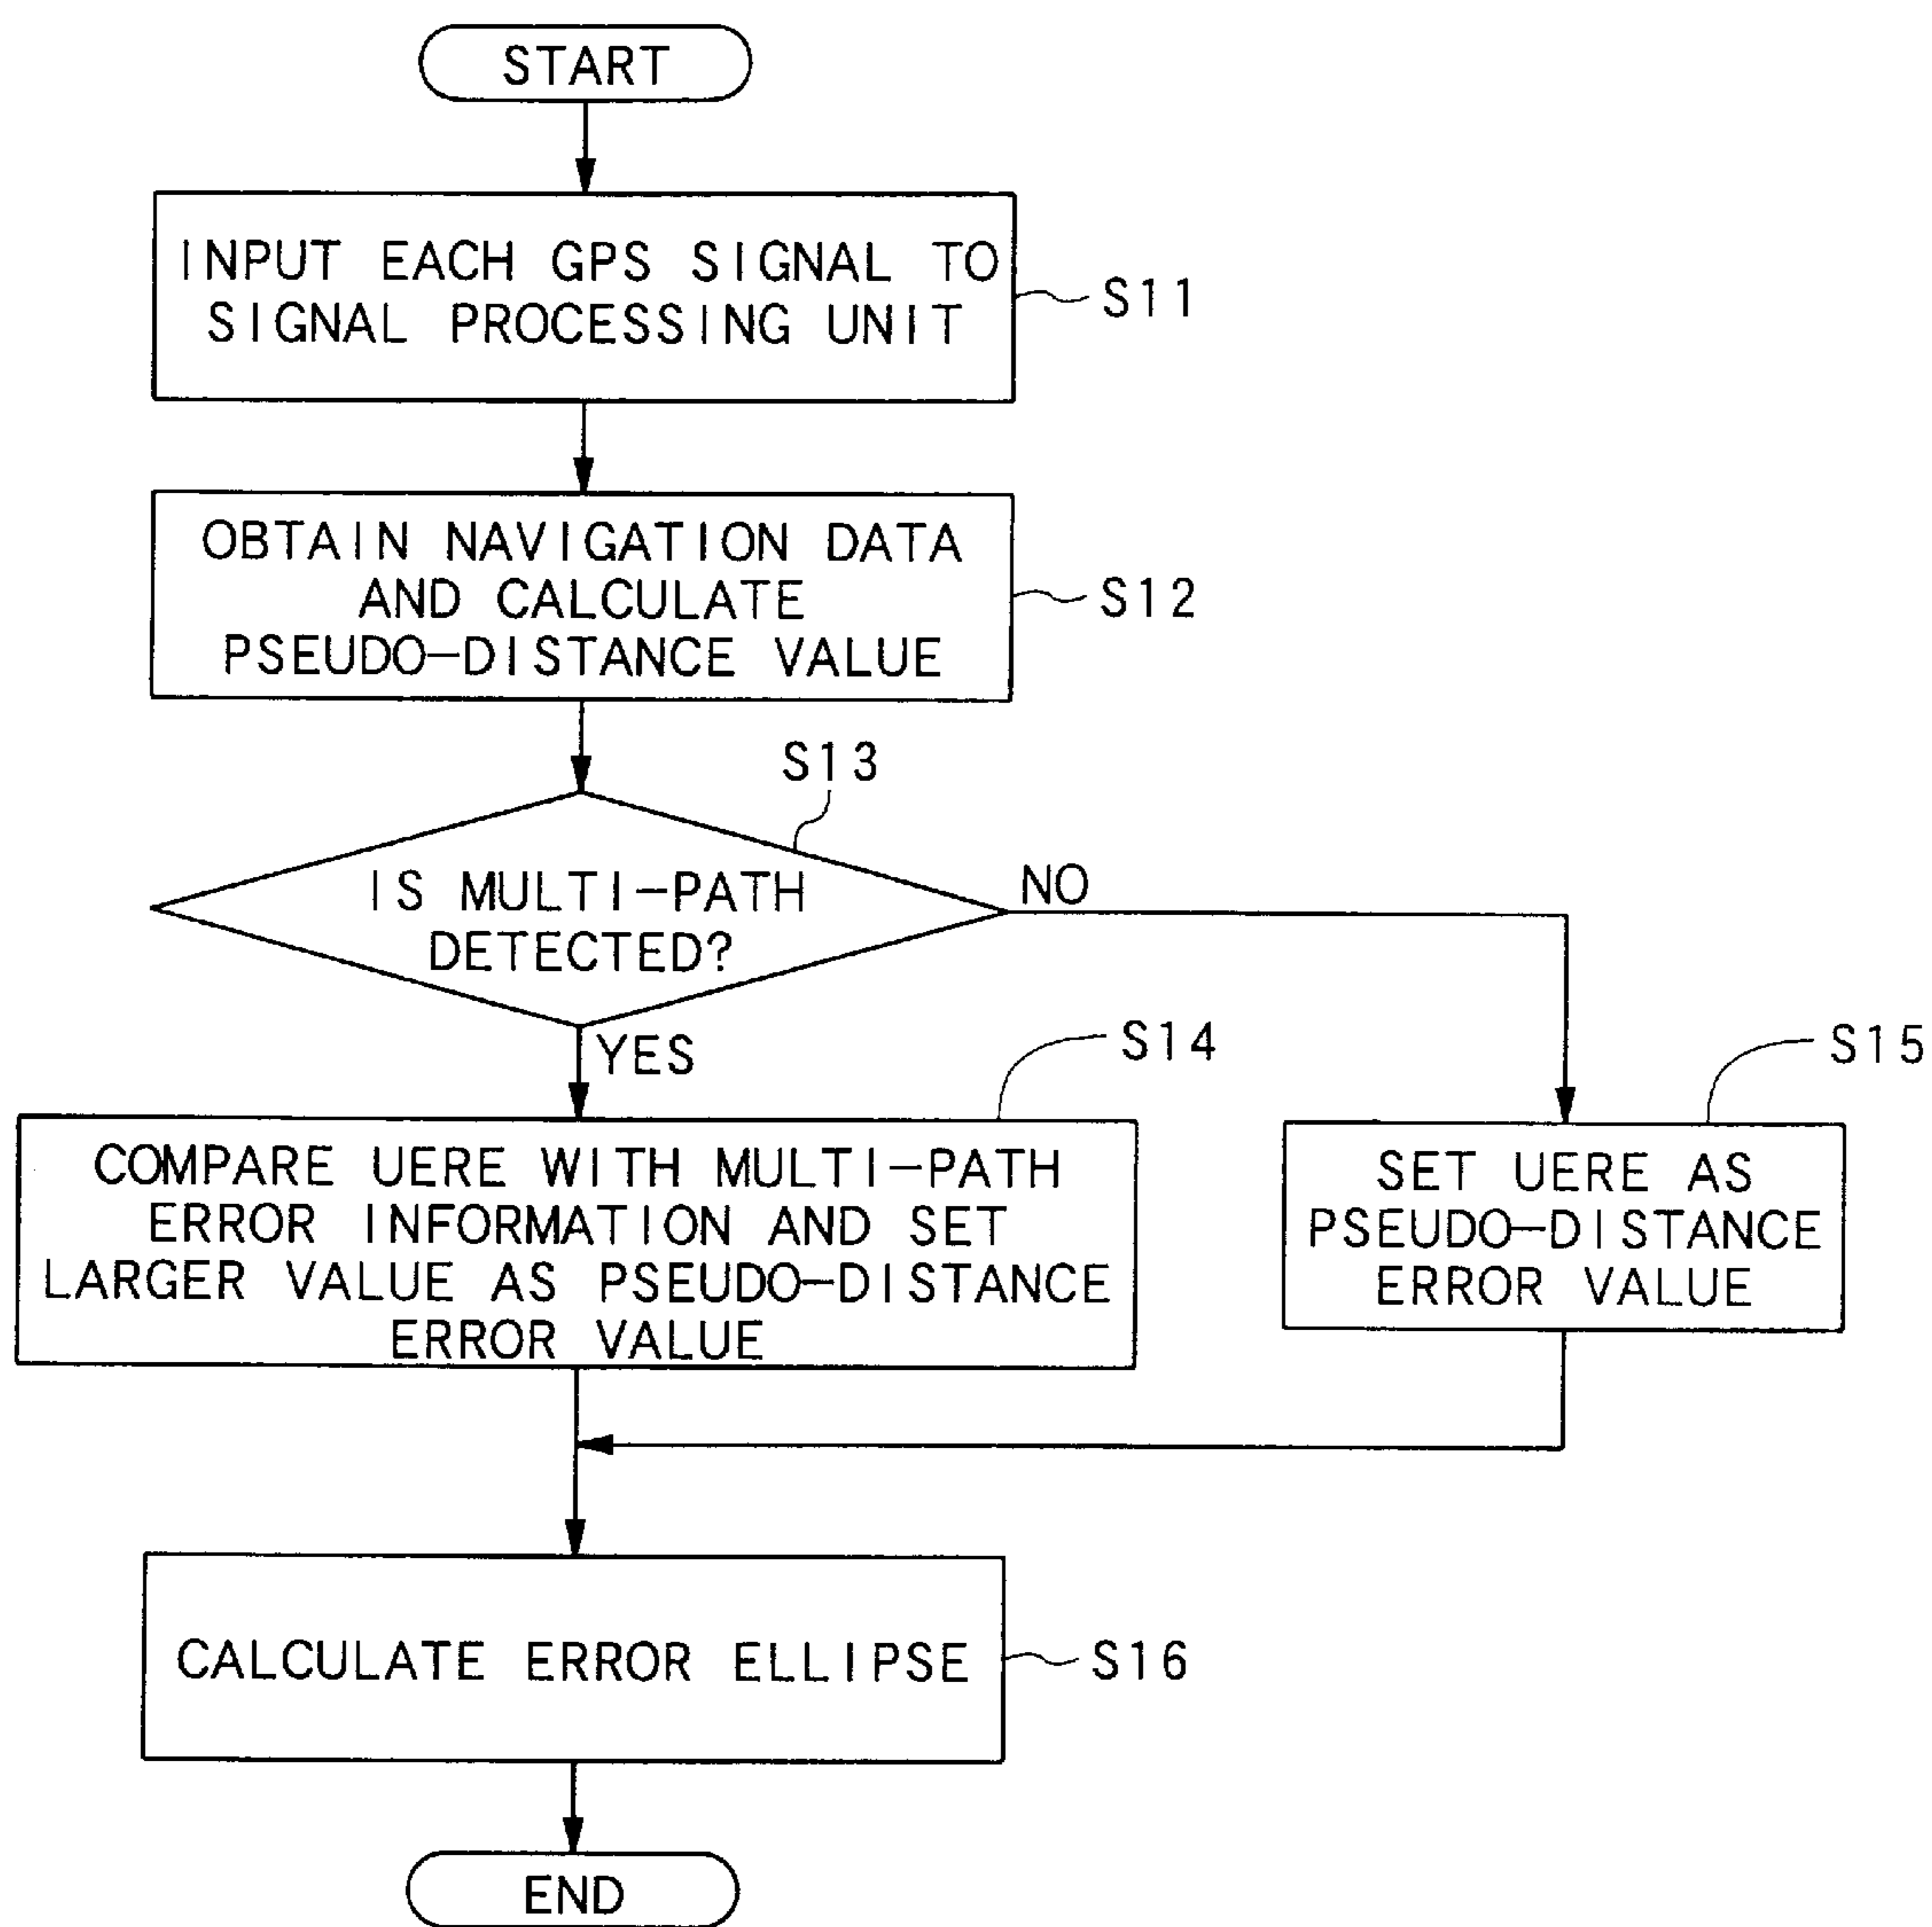 START
INPUT EACH GPS SIGNAL TO
SIGNAL PROCESSING UNIT
S11
OBTAIN NAVIGATION DATA
AND CALCULATE
PSEUDO-DISTANCE VALUE
S12
S13
IS MULTI-PATH
DETECTED?
NO
YES
S14
COMPARE UERE WITH MULTI-PATH
ERROR INFORMATION AND SET
LARGER VALUE AS PSEUDO-DISTANCE
ERROR VALUE
S15
SET UERE AS
PSEUDO-DISTANCE
ERROR VALUE
CALCULATE ERROR ELLIPSE
S16
END